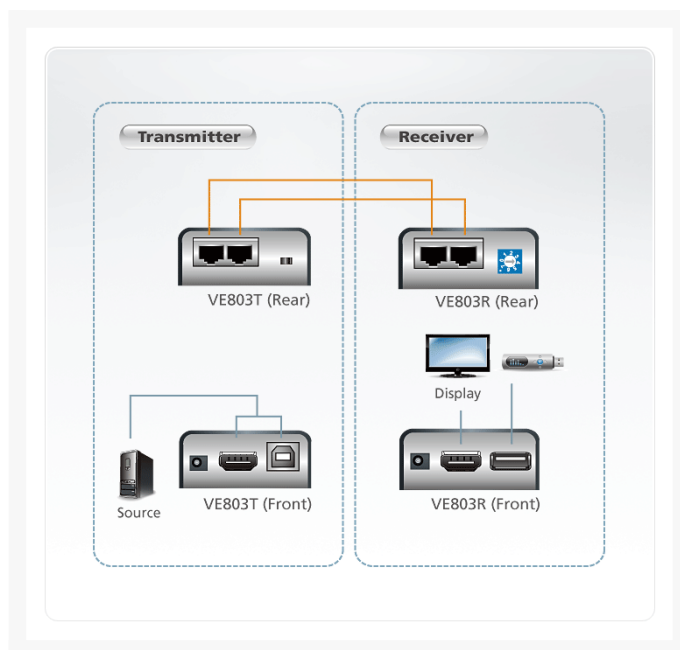 Transmitter
Receiver
VE803T (Rear)
VE803R (Rear)
Display
Source
VE803T (Front)
VE803R (Front)